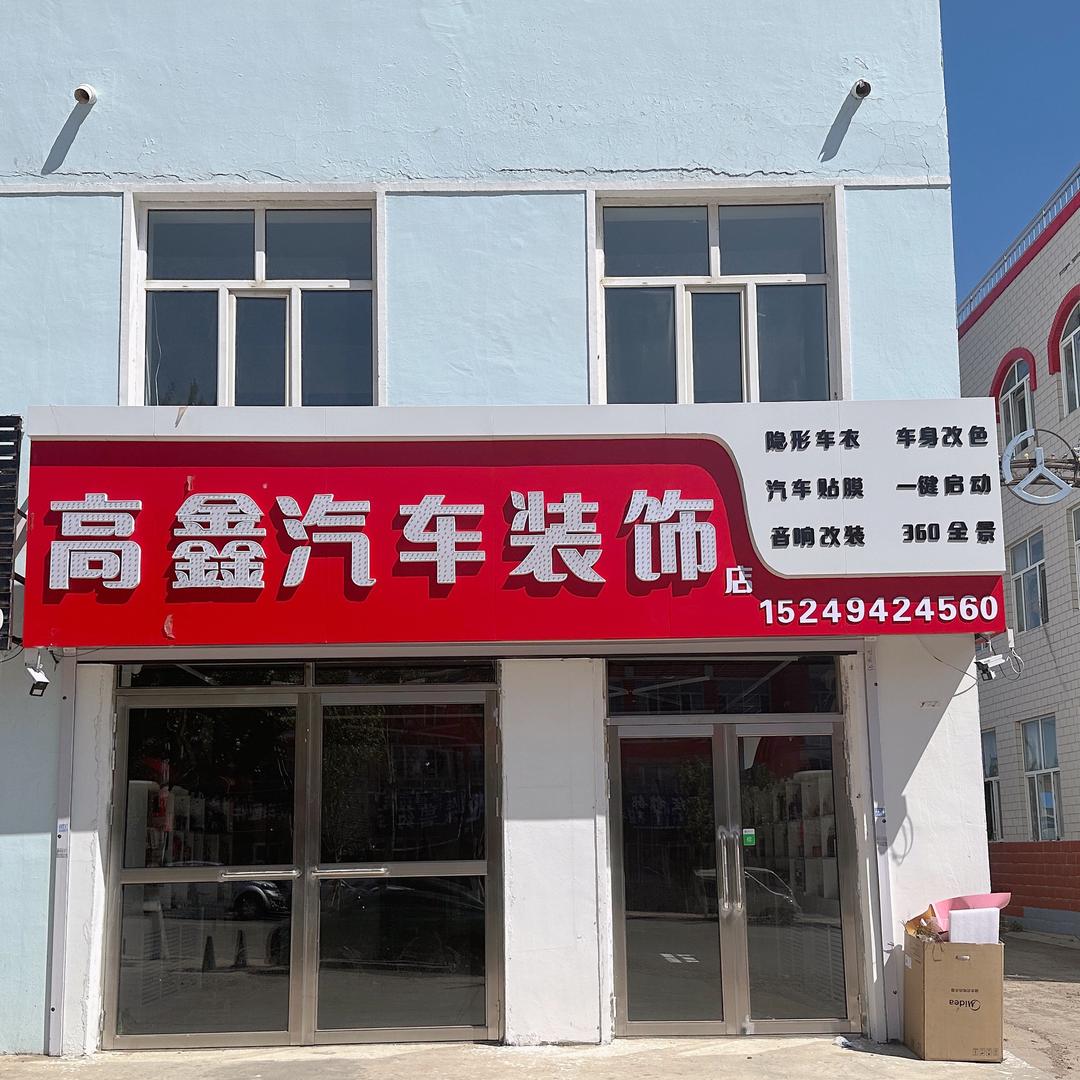 高鑫汽车装饰店
隐形车衣 车身改色
汽车贴膜 一键启动
音响改装 360全景
15249424560
Midea